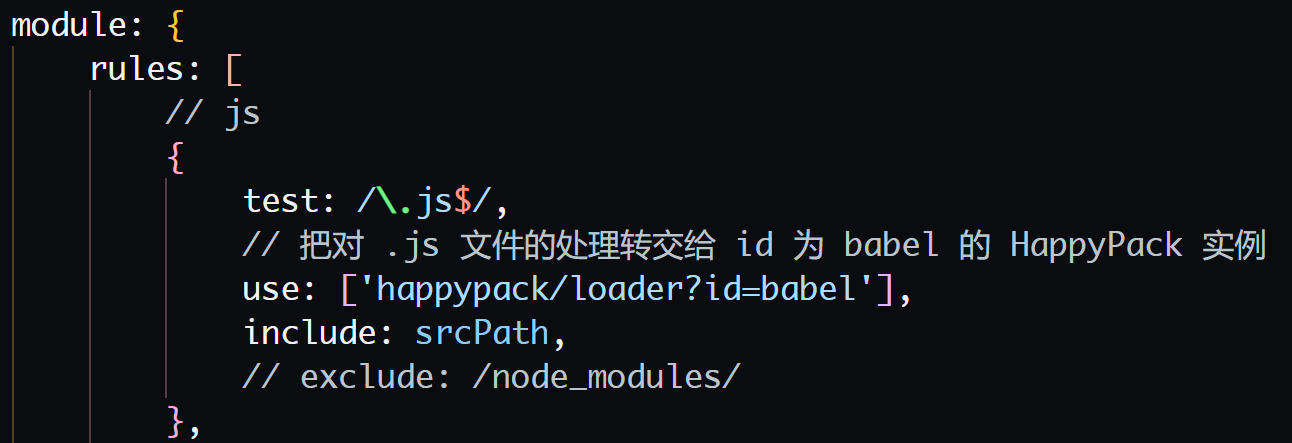 module: {
rules: [
// js
{
test: /\.js$/,
// 把对 .js 文件的处理转交给 id 为 babel 的 HappyPack 实例
use: ['happypack/loader?id=babel'],
include: srcPath,
// exclude: /node_modules/
},